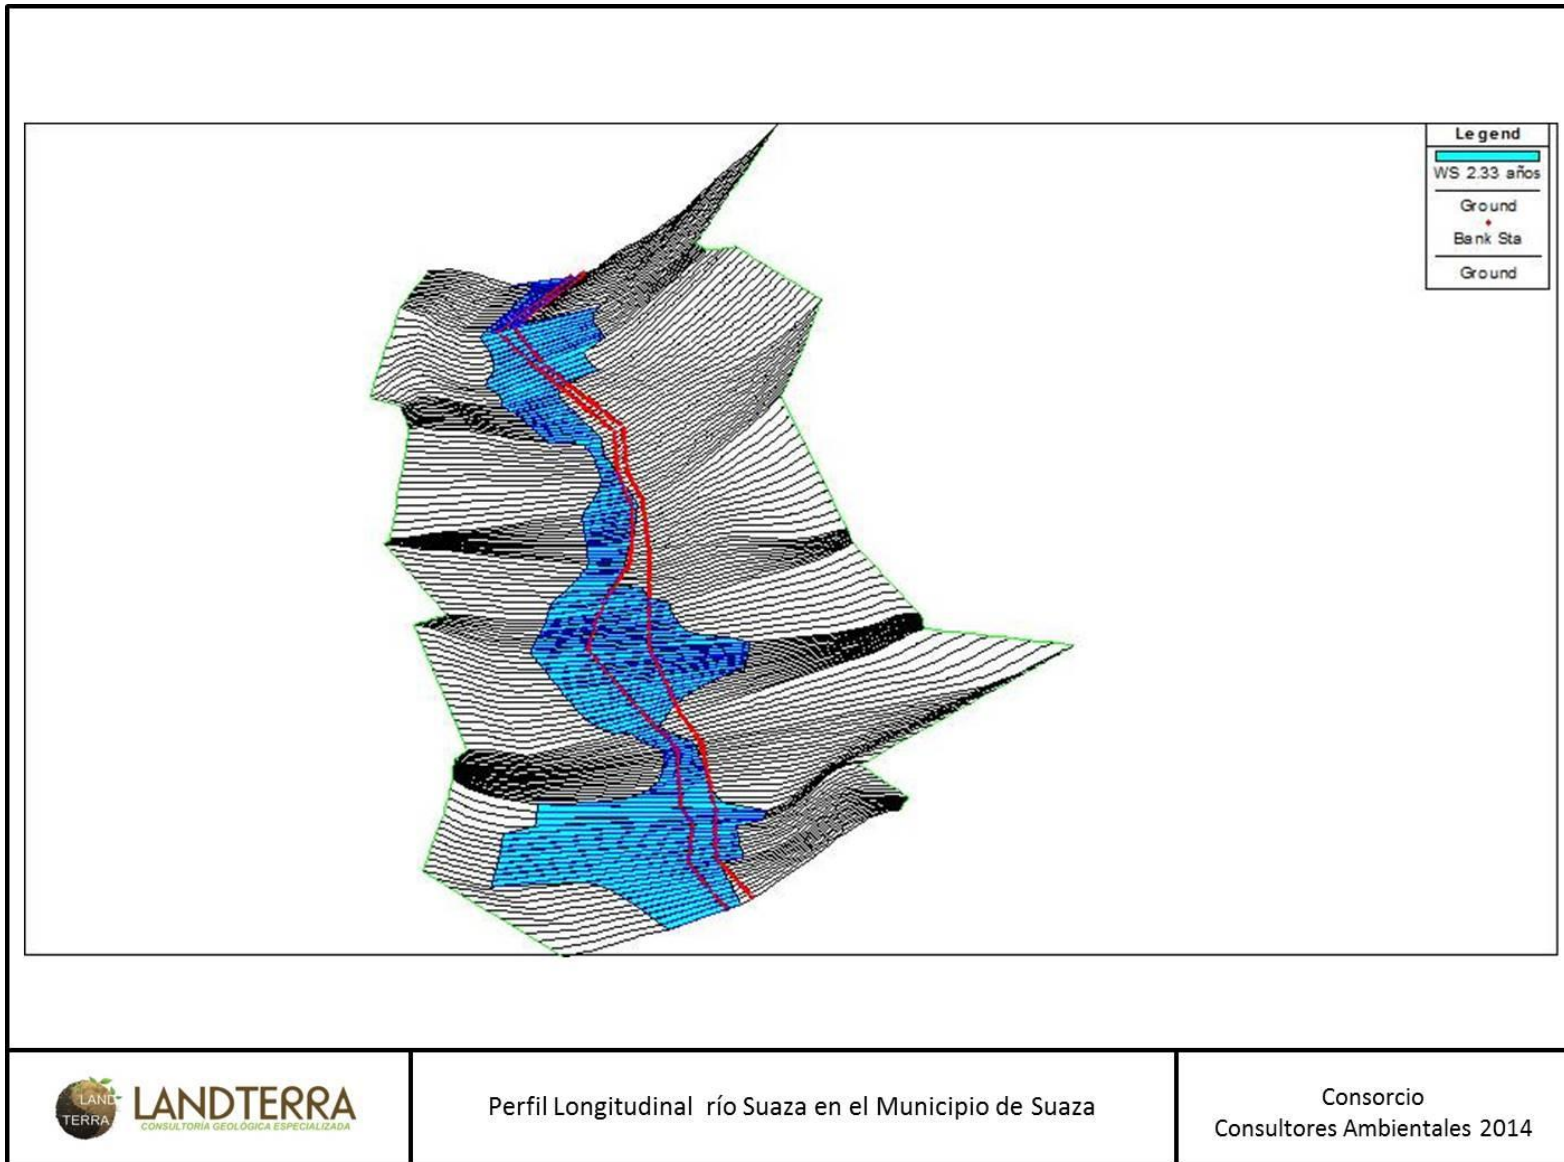 Legend
WS 2.33 años
Ground
Bank Sta
Ground
LAND
TERRA
LANDTERRA
CONSULTORÍA GEOLÓGICA ESPECIALIZADA
Perfil Longitudinal río Suaza en el Municipio de Suaza
Consorcio
Consultores Ambientales 2014